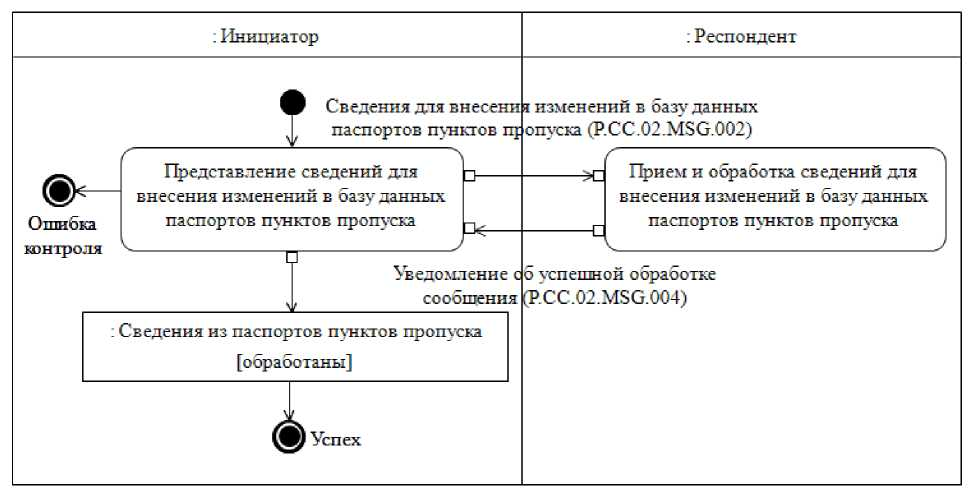 : Инициатор
: Респондент
Сведения для внесения изменений в базу данных
паспортов пунктов пропуска (P.CC.02.MSG.002)
Представление сведений для
внесения изменений в базу данных
паспортов пунктов пропуска
Прием и обработка сведений для
внесения изменений в базу данных
паспортов пунктов пропуска
Ошибка
контроля
Уведомление об успешной обработке
сообщения (P.CC.02.MSG.004)
: Сведения из паспортов пунктов пропуска
[обработаны]
Успех